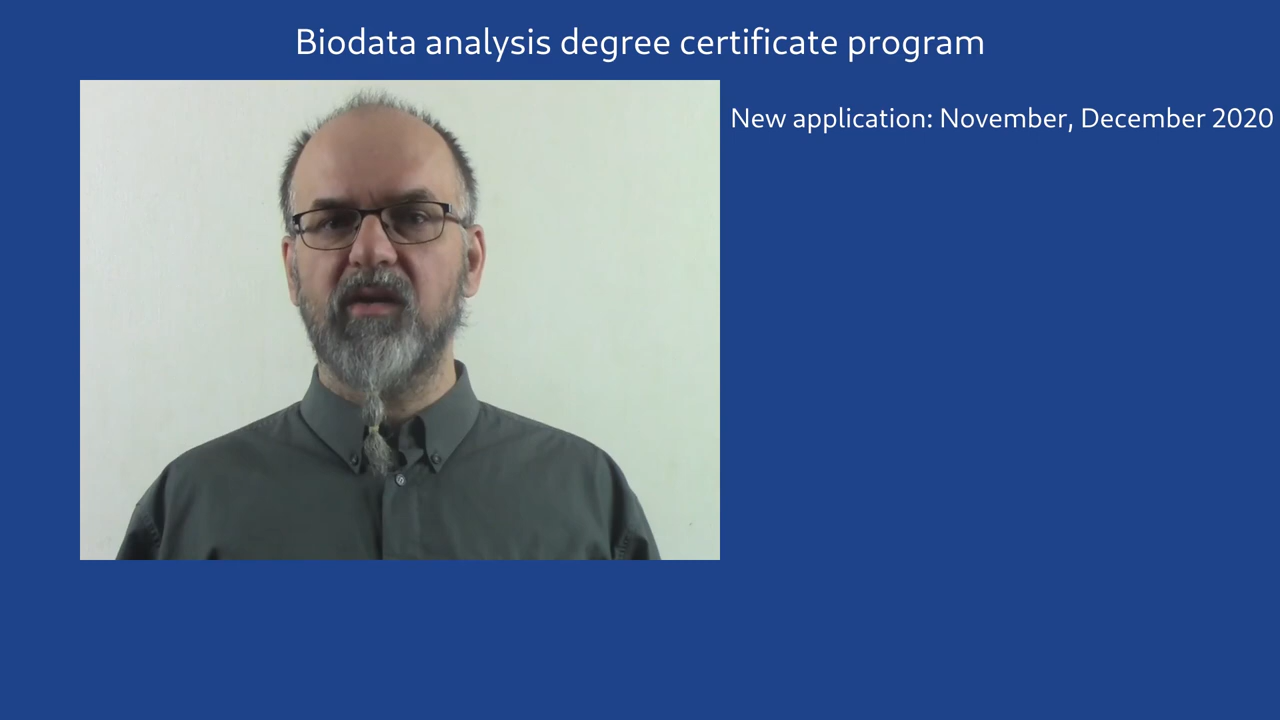 Biodata analysis degree certificate program
New application: November, December 2020